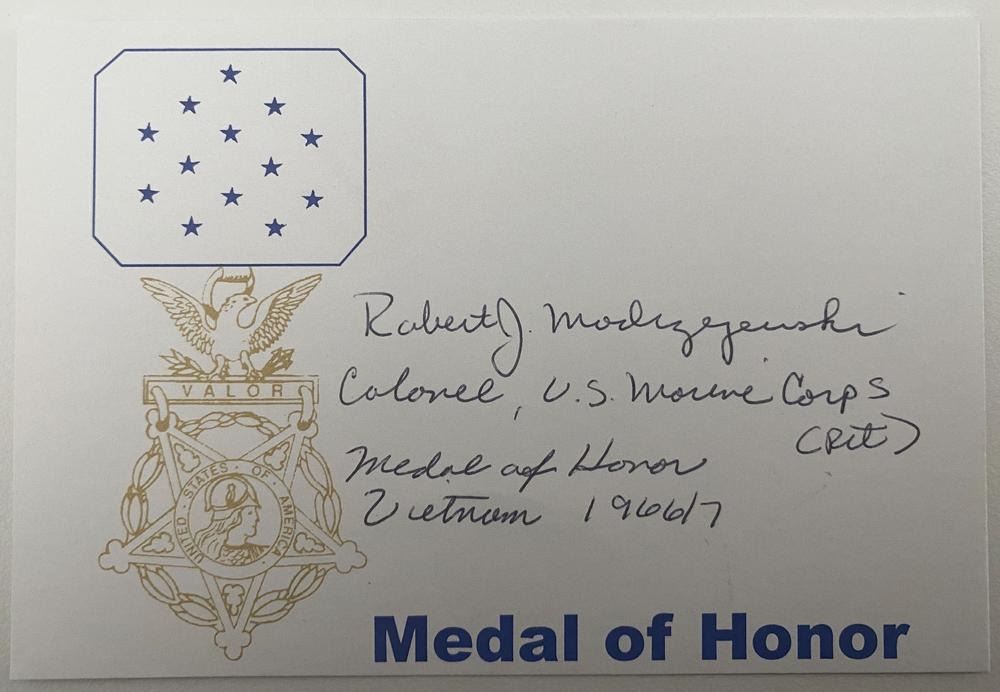 VALOR
UNITED · STATES · OF · AMERICA
Robert J. Modrzejewski
Colonel, U.S. Marine Corps
(Ret)
Medal of Honor
Vietnam 1966/7
Medal of Honor